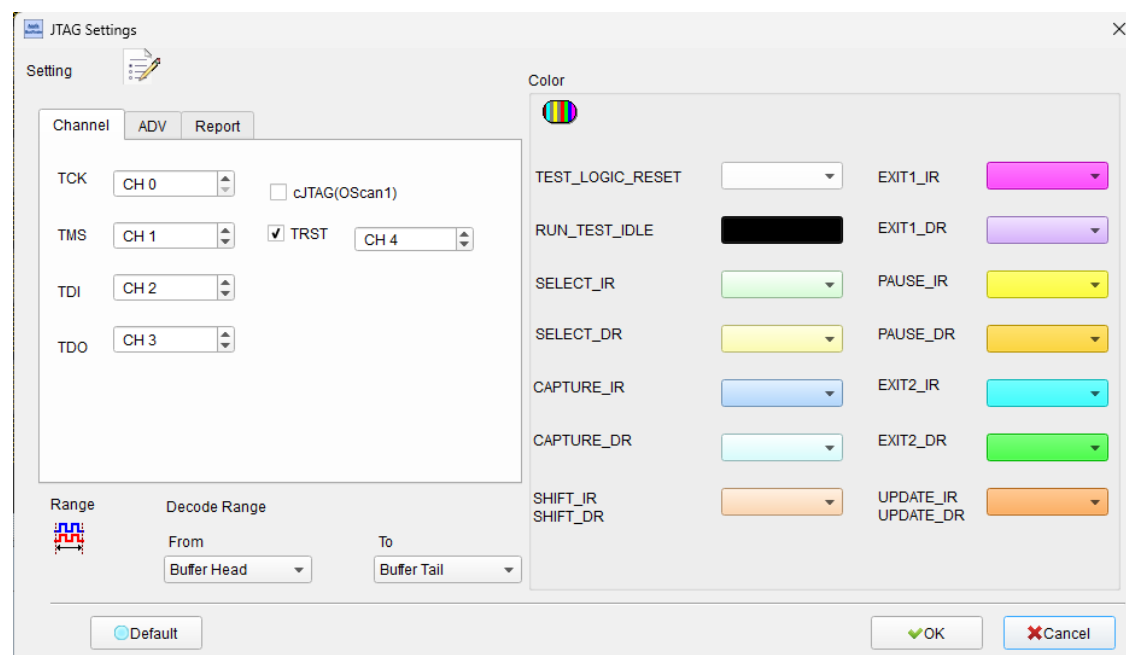 JTAG Settings
Setting
Channel
ADV
Report
TCK
CH 0
cJTAG(OScan1)
TMS
CH 1
TRST
CH 4
TDI
CH 2
TDO
CH 3
Range
Decode Range
From
To
Buffer Head
Buffer Tail
Color
TEST_LOGIC_RESET
EXIT1_IR
RUN_TEST_IDLE
EXIT1_DR
SELECT_IR
PAUSE_IR
SELECT_DR
PAUSE_DR
CAPTURE_IR
EXIT2_IR
CAPTURE_DR
EXIT2_DR
SHIFT_IR
SHIFT_DR
UPDATE_IR
UPDATE_DR
Default
OK
Cancel